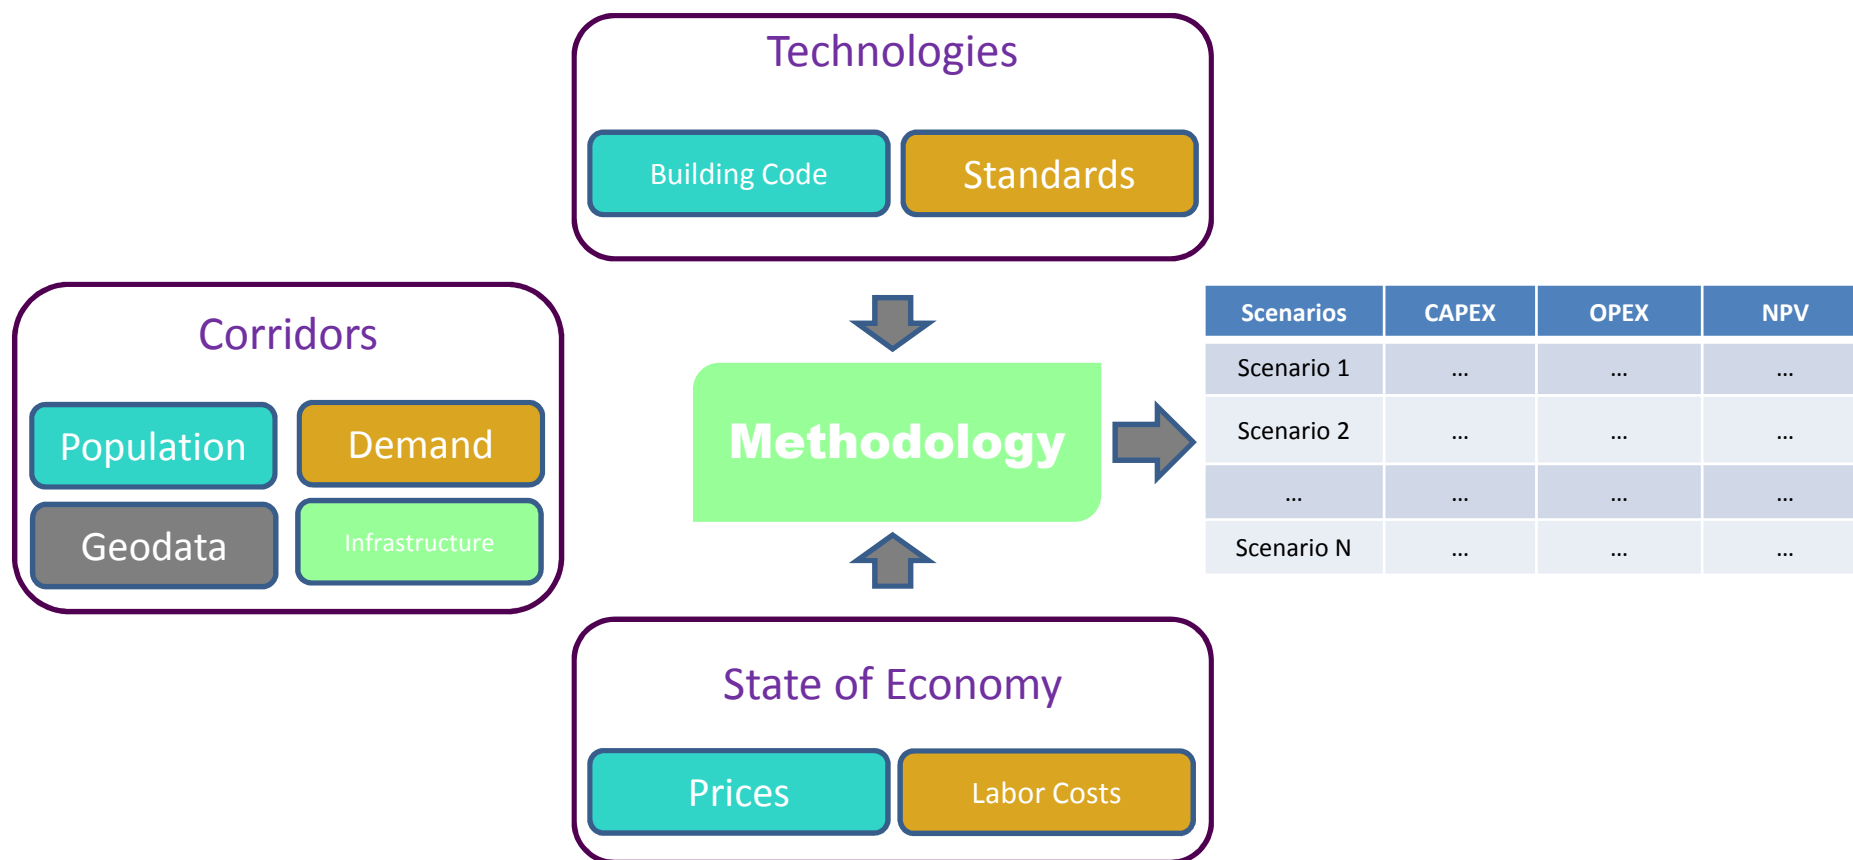 Technologies
Building Code
Standards
Corridors
Population
Demand
Geodata
Infrastructure
Methodology
Scenarios CAPEX OPEX NPV
Scenario 1 ... ... ...
Scenario 2 ... ... ...
... ... ... ...
Scenario N ... ... ...
State of Economy
Prices
Labor Costs